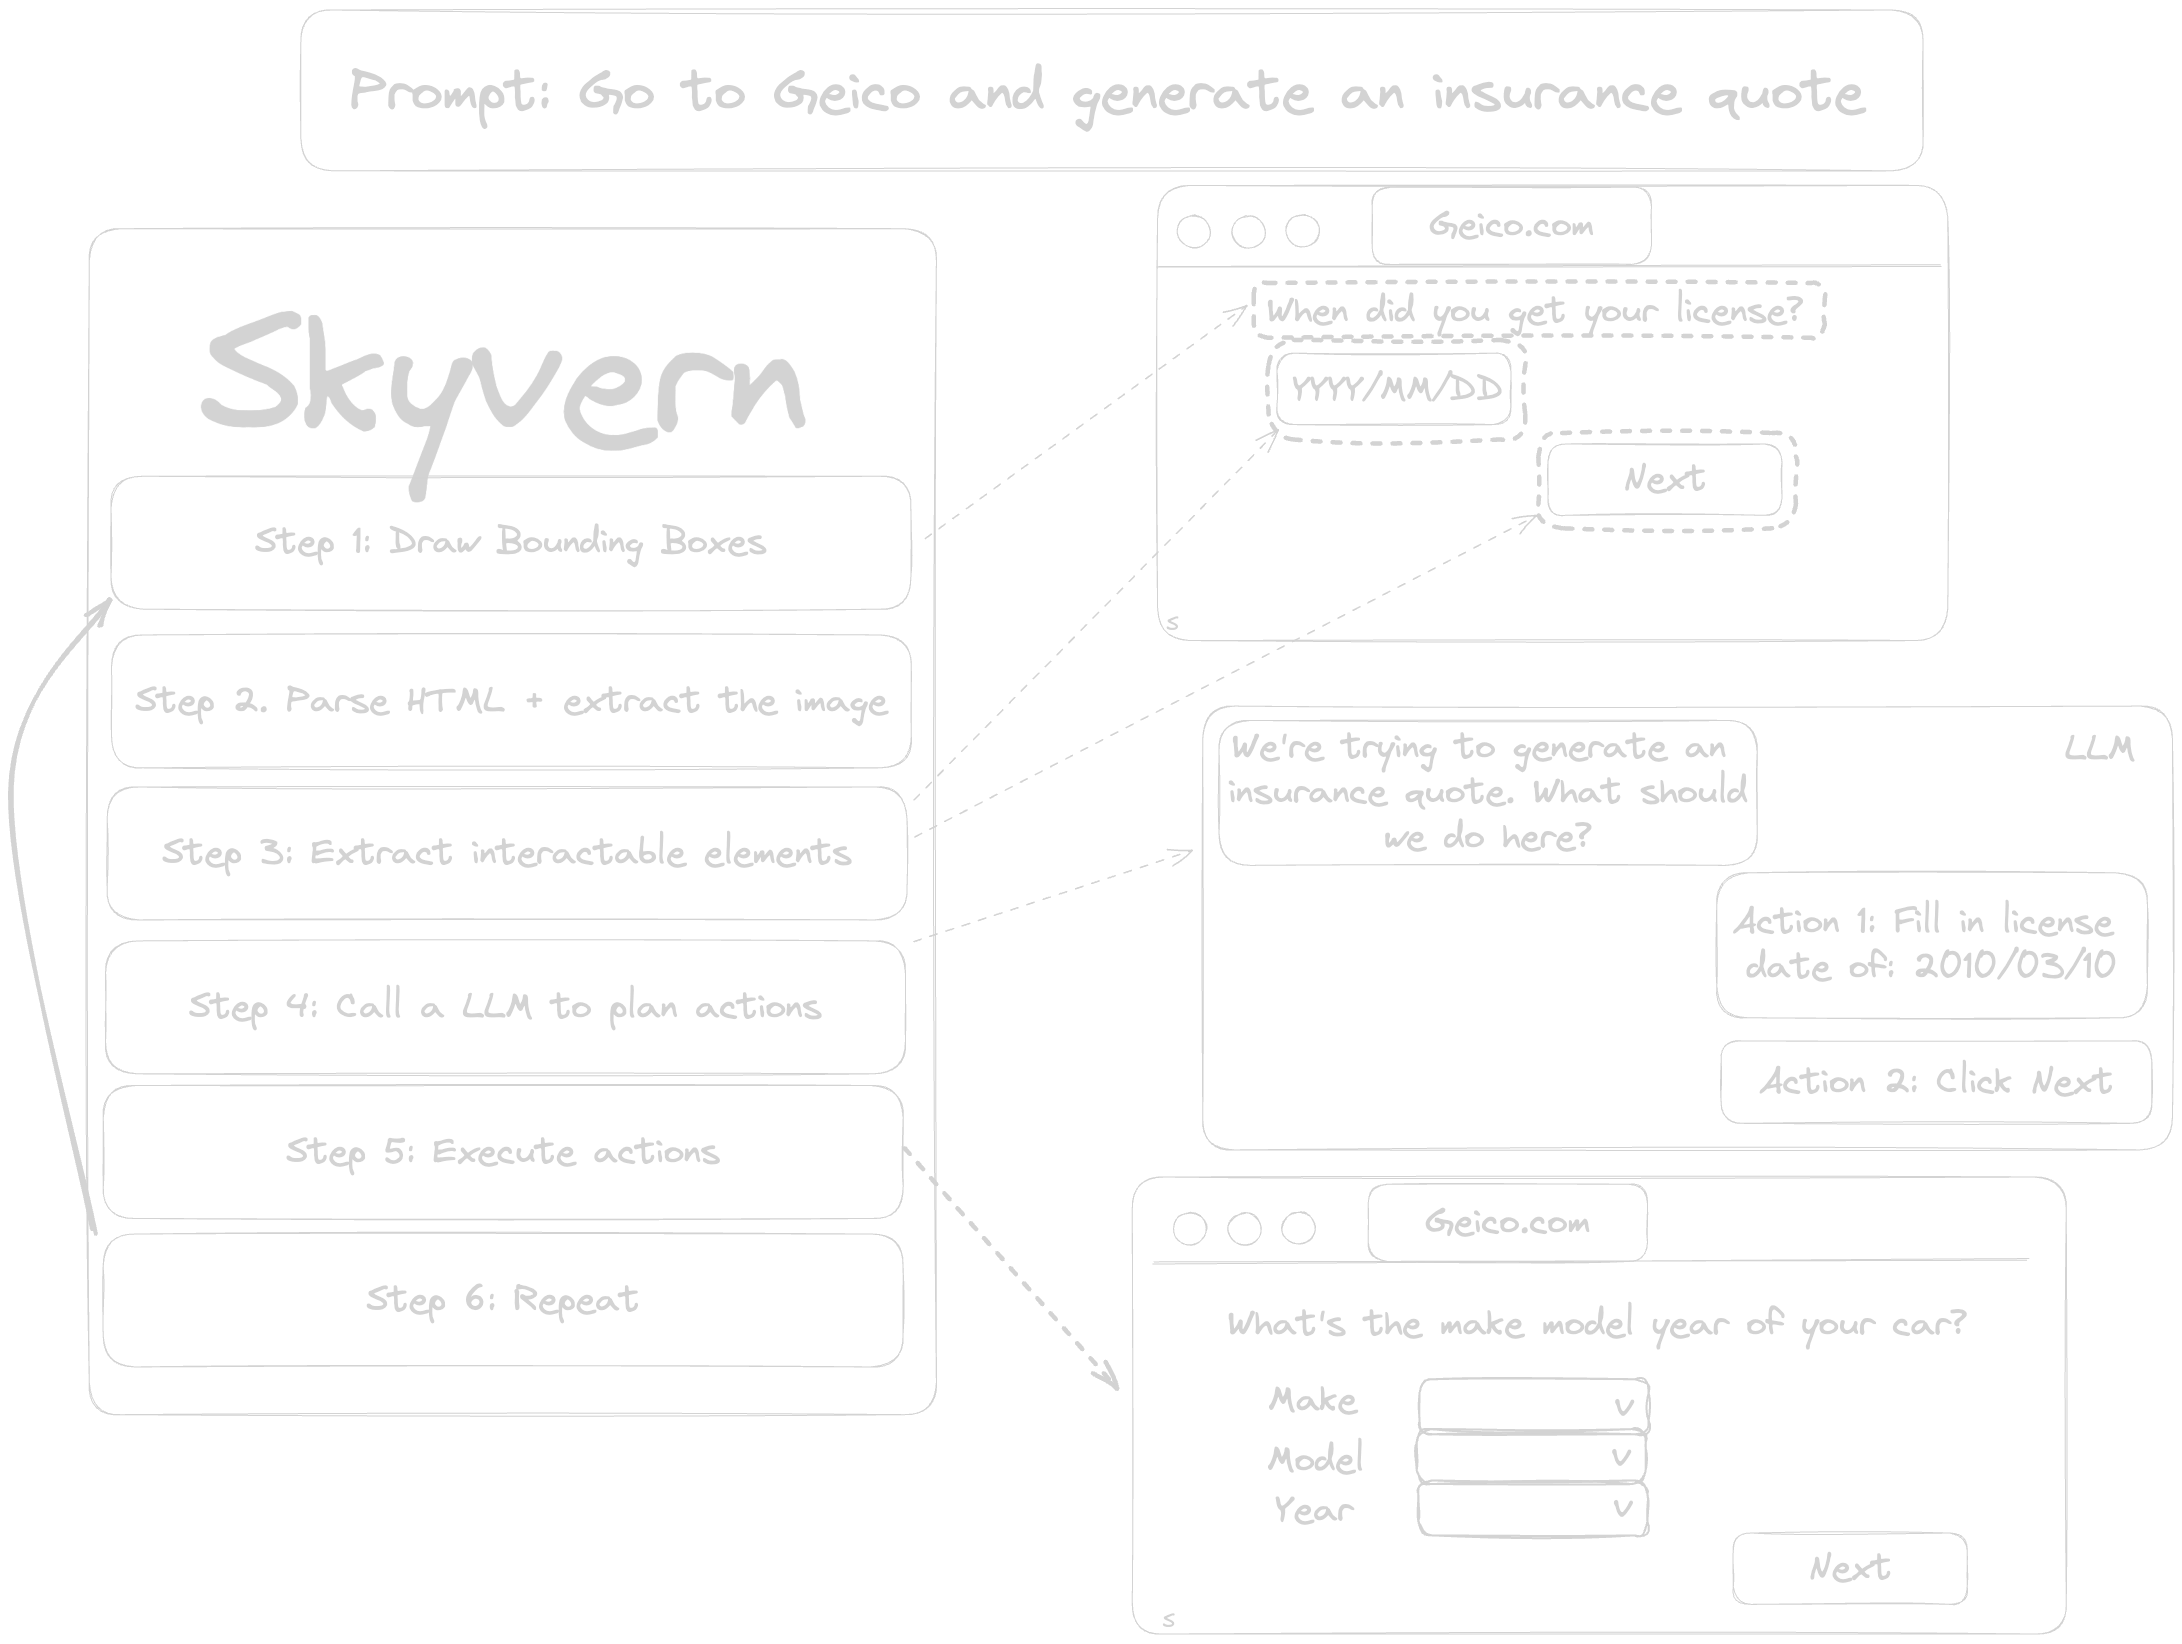 Prompt: Go to Geico and generate an insurance quote
Skyvern
Step 1: Draw Bounding Boxes
Step 2. Parse HTML + extract the image
Step 3: Extract interactable elements
Step 4: Call a LLM to plan actions
Step 5: Execute actions
Step 6: Repeat
Geico.com
When did you get your license?
YYYY/MM/DD
Next
s
LLM
We're trying to generate an
insurance quote. What should
we do here?
Action 1: Fill in license
date of: 2010/03/10
Action 2: Click Next
Geico.com
What's the make model year of your car?
Make
v
Model
v
Year
v
Next
s